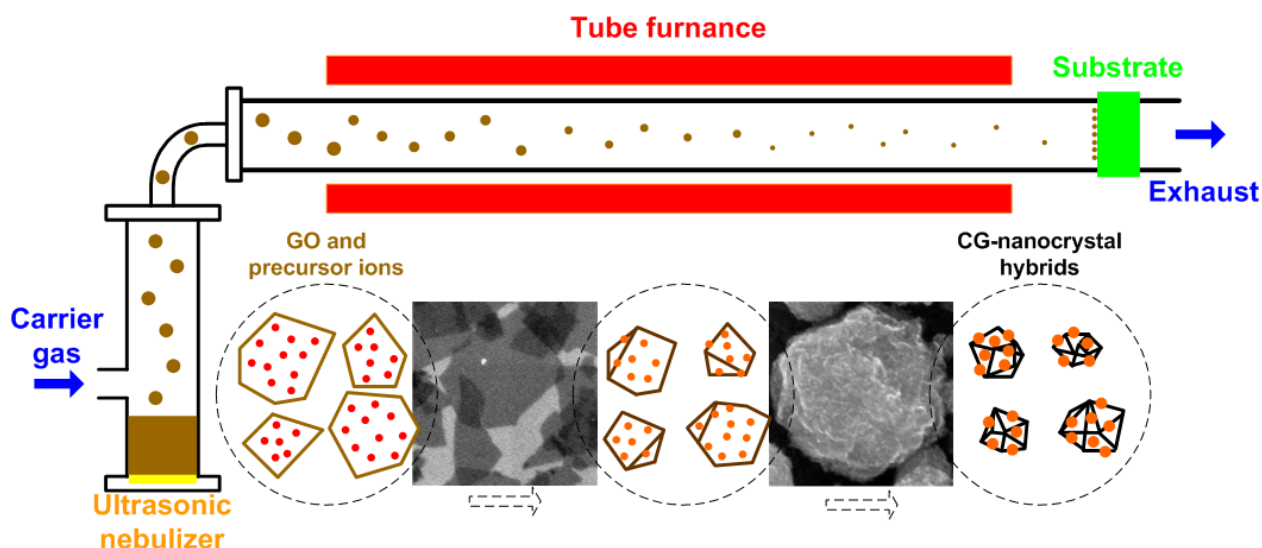 Tube furnance
Substrate
Exhaust
GO and
precursor ions
CG-nanocrystal
hybrids
Carrier
gas
Ultrasonic
nebulizer